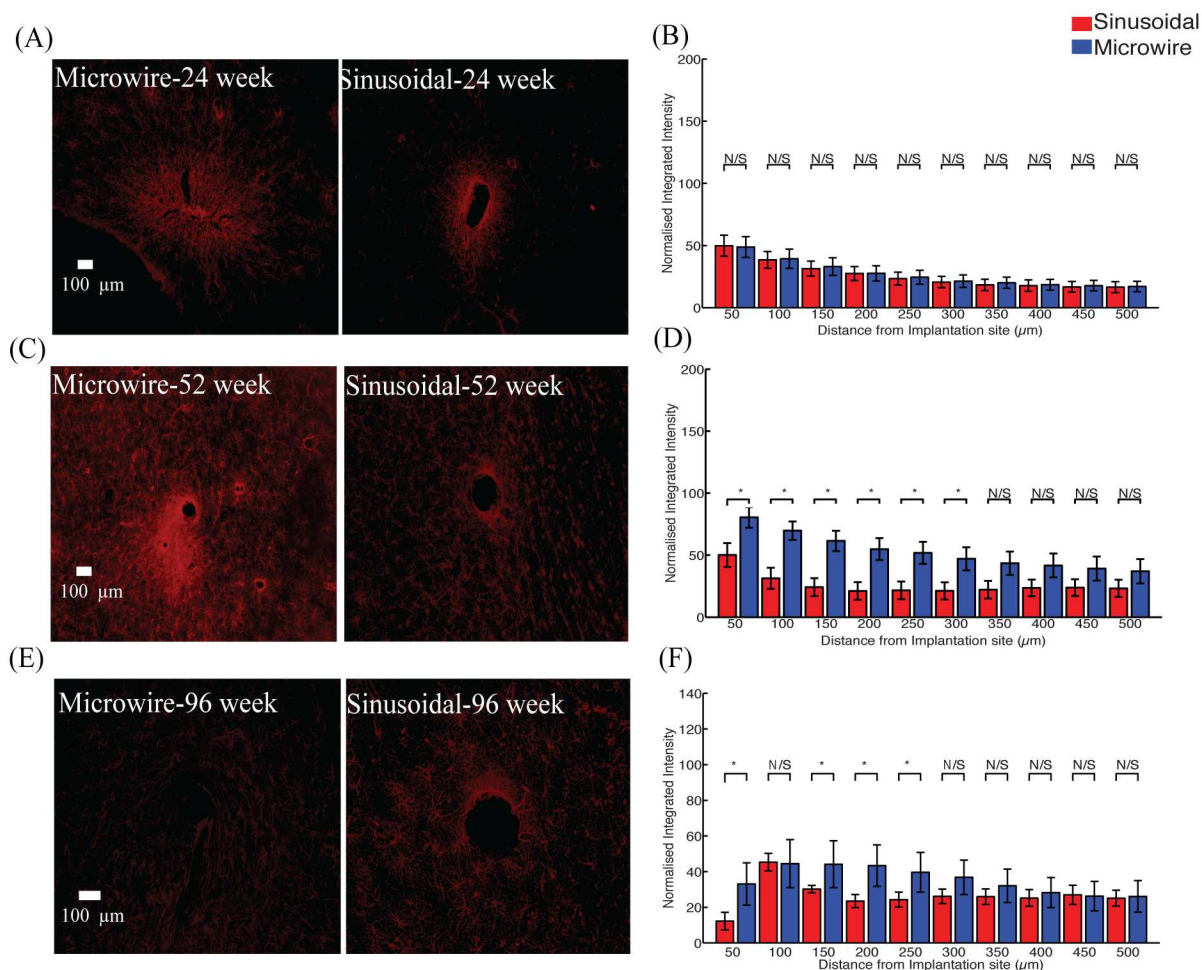 Sinusoidal
Microwire
(A)
Microwire-24 week
Sinusoidal-24 week
100 µm
(B)
200
150
100
50
0
Normalised Integrated Intensity
N/S N/S N/S N/S N/S N/S N/S N/S N/S N/S
50 100 150 200 250 300 350 400 450 500
Distance from Implantation site (µm)
(C)
Microwire-52 week
Sinusoidal-52 week
100 µm
(D)
200
150
100
50
0
Normalised Integrated Intensity
* * * * * * N/S N/S N/S N/S
50 100 150 200 250 300 350 400 450 500
Distance from Implantation site (µm)
(E)
Microwire-96 week
Sinusoidal-96 week
100 µm
(F)
140
120
100
80
60
40
20
0
Normalised Integrated Intensity
* N/S * * * N/S N/S N/S N/S N/S
50 100 150 200 250 300 350 400 450 500
Distance from Implantation site (µm)